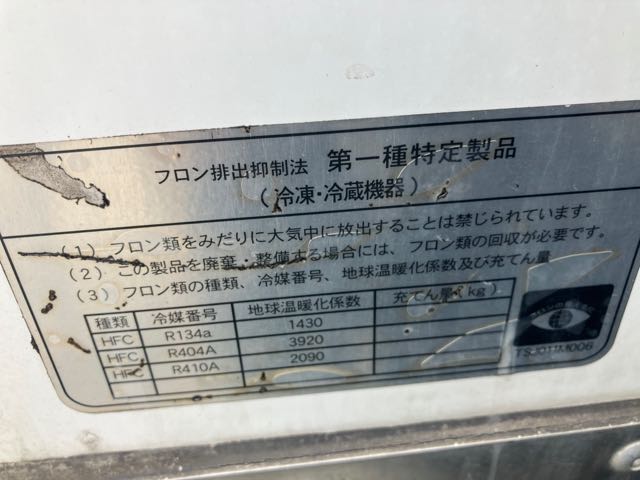 フロン排出抑制法 第一種特定製品
(冷凍・冷蔵機器)
(1) フロン類をみだりに大気中に放出することは禁じられています。
(2) この製品を廃棄・整備する場合には、フロン類の回収が必要です。
(3) フロン類の種類、冷媒番号、地球温暖化係数及び充てん量
種類 冷媒番号 地球温暖化係数 充てん量(kg)
HFC R134a 1430
HFC R404A 3920
HFC R410A 2090
TSJ011M006